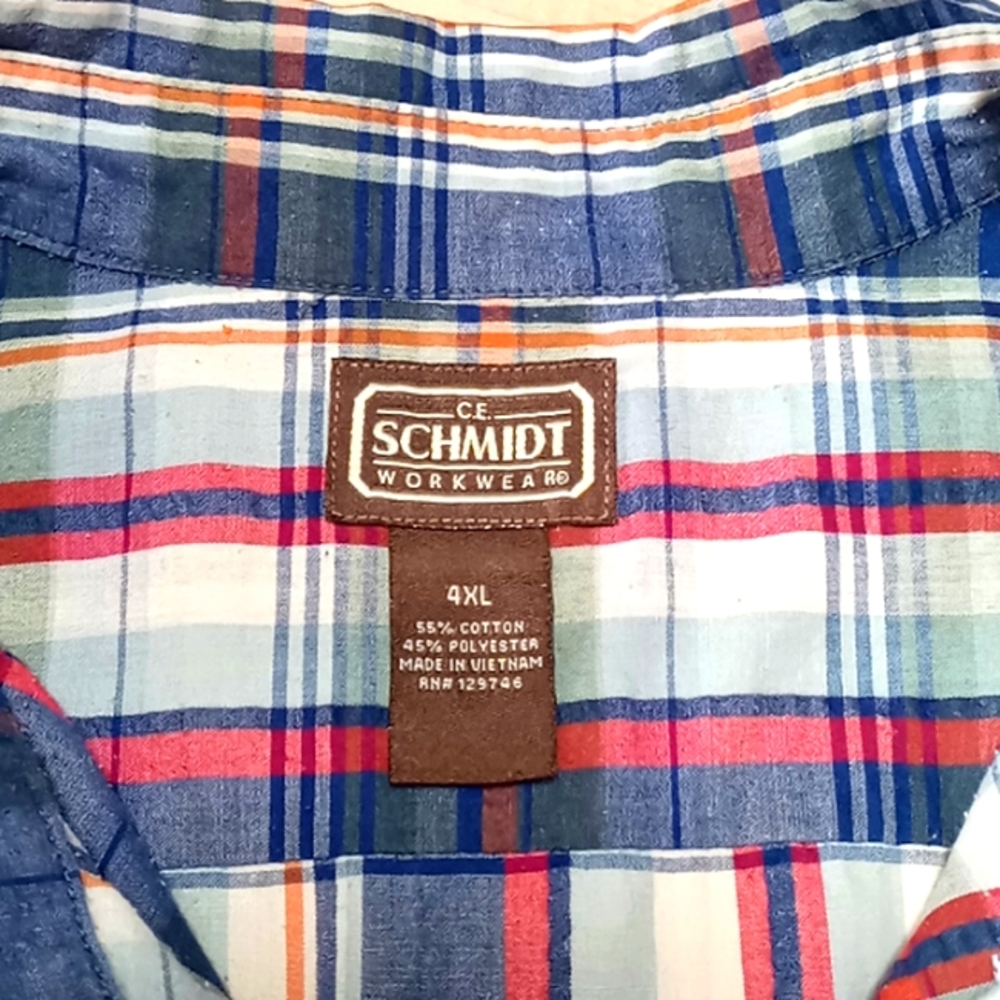 C.E.
SCHMIDT
WORKWEAR®
4XL
55% COTTON
45% POLYESTER
MADE IN VIETNAM
RN# 129746